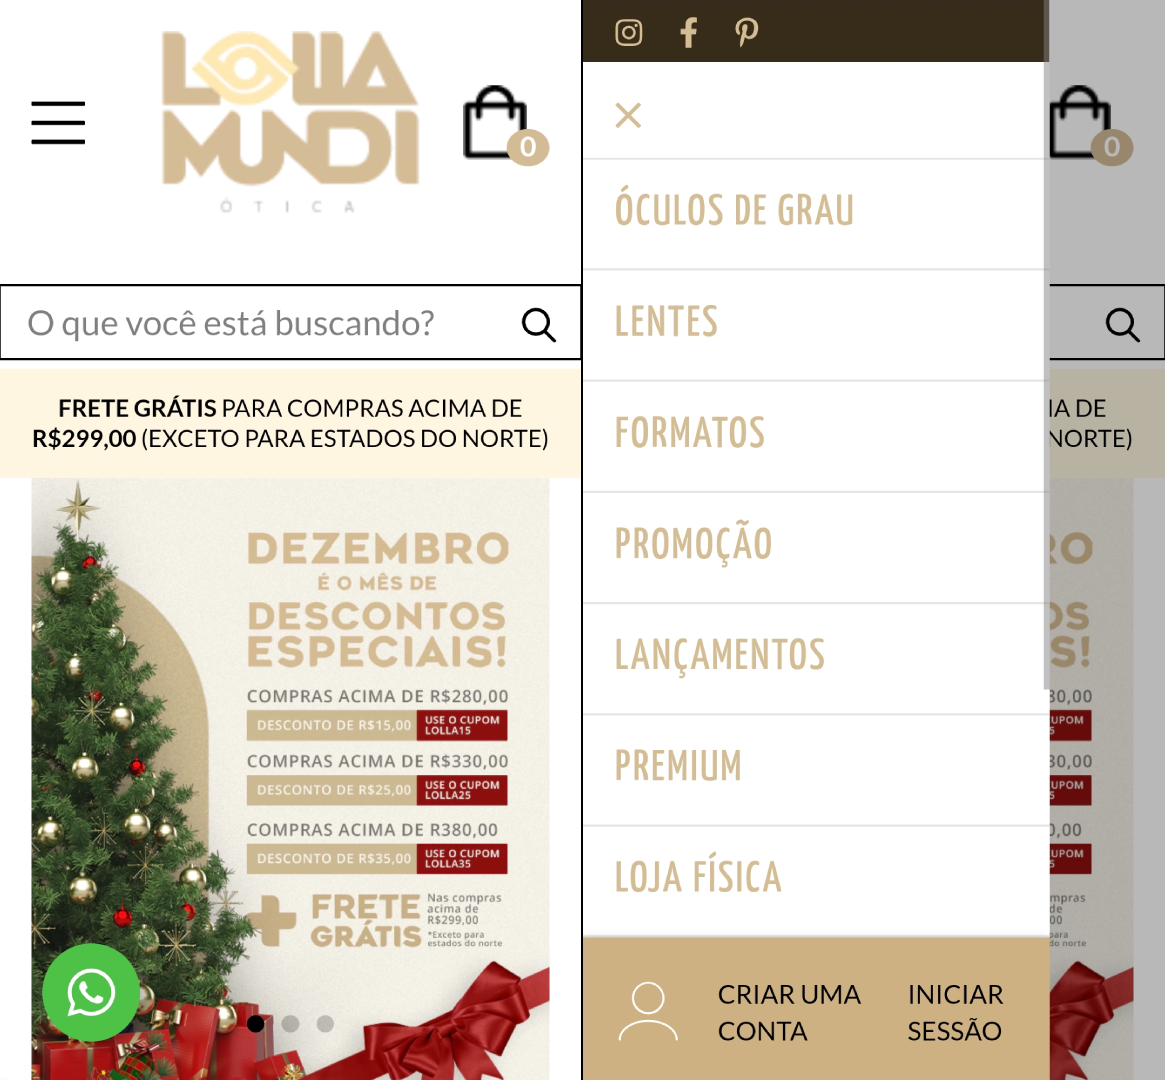 LOLLA
MUNDI
ÓTICA
0
O que você está buscando?
FRETE GRÁTIS PARA COMPRAS ACIMA DE
R$299,00 (EXCETO PARA ESTADOS DO NORTE)
DEZEMBRO
É O MÊS DE
DESCONTOS
ESPECIAIS!
COMPRAS ACIMA DE R$280,00
DESCONTO DE R$15,00 USE O CUPOM
LOLLA15
COMPRAS ACIMA DE R$330,00
DESCONTO DE R$25,00 USE O CUPOM
LOLLA25
COMPRAS ACIMA DE R380,00
DESCONTO DE R$35,00 USE O CUPOM
LOLLA35
+ FRETE
GRÁTIS
Nas compras
acima de
R$299,00
*Exceto para
estados do norte
ÓCULOS DE GRAU
LENTES
FORMATOS
PROMOÇÃO
LANÇAMENTOS
PREMIUM
LOJA FÍSICA
CRIAR UMA
CONTA
INICIAR
SESSÃO
0
IA DE
NORTE)
RO
OS
S!
30,00
UPOM
5
30,00
UPOM
5
0,00
UPOM
5
mpras
de
00
para
do norte